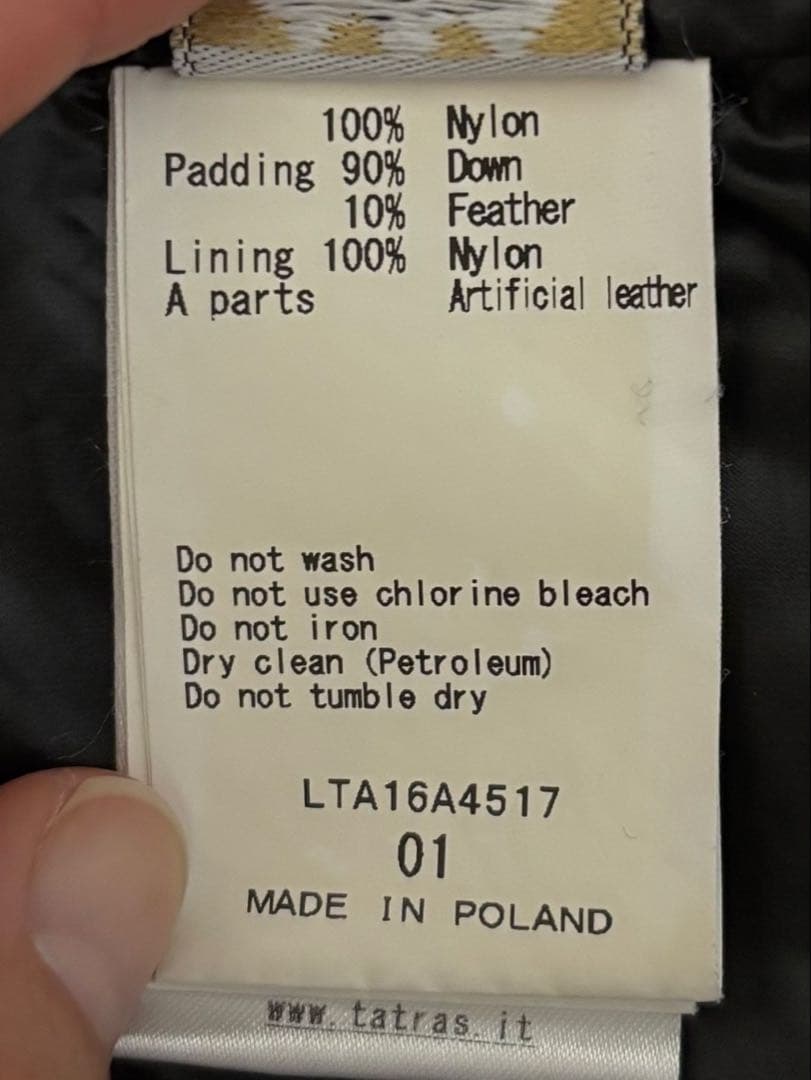 100% Nylon
Padding 90% Down
10% Feather
Lining 100% Nylon
A parts Artificial leather
Do not wash
Do not use chlorine bleach
Do not iron
Dry clean (Petroleum)
Do not tumble dry
LTA16A4517
01
MADE IN POLAND
www.tatras.it